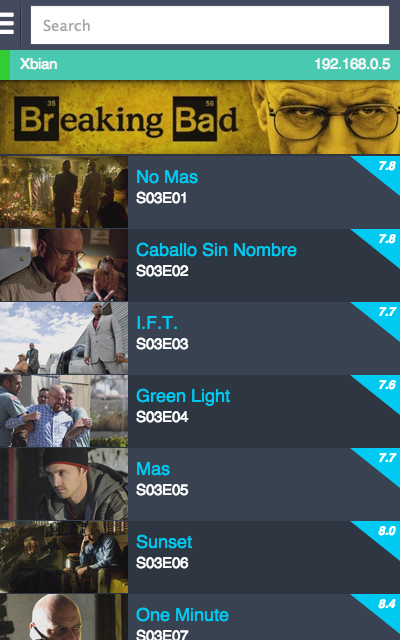 Search
Xbian 192.168.0.5
35 56
Breaking Bad
7.8
No Mas
S03E01
7.8
Caballo Sin Nombre
S03E02
7.7
I.F.T.
S03E03
7.6
Green Light
S03E04
7.7
Mas
S03E05
8.0
Sunset
S03E06
8.4
One Minute
S03E07